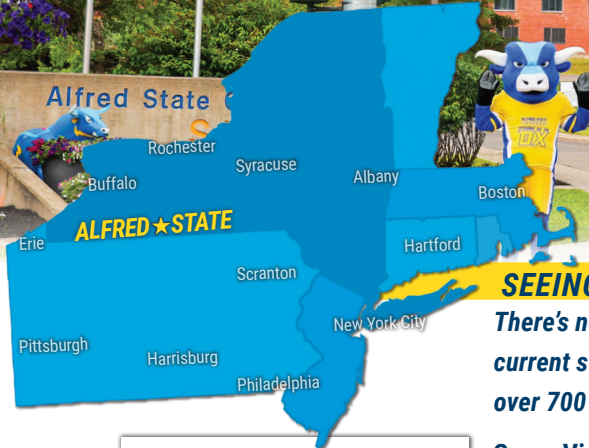 Alfred State
Rochester
Syracuse
Buffalo
Albany
Boston
ALFRED★STATE
Erie
Hartford
Scranton
New York City
Pittsburgh
Harrisburg
Philadelphia
OX
SEEING
There's n
current s
over 700